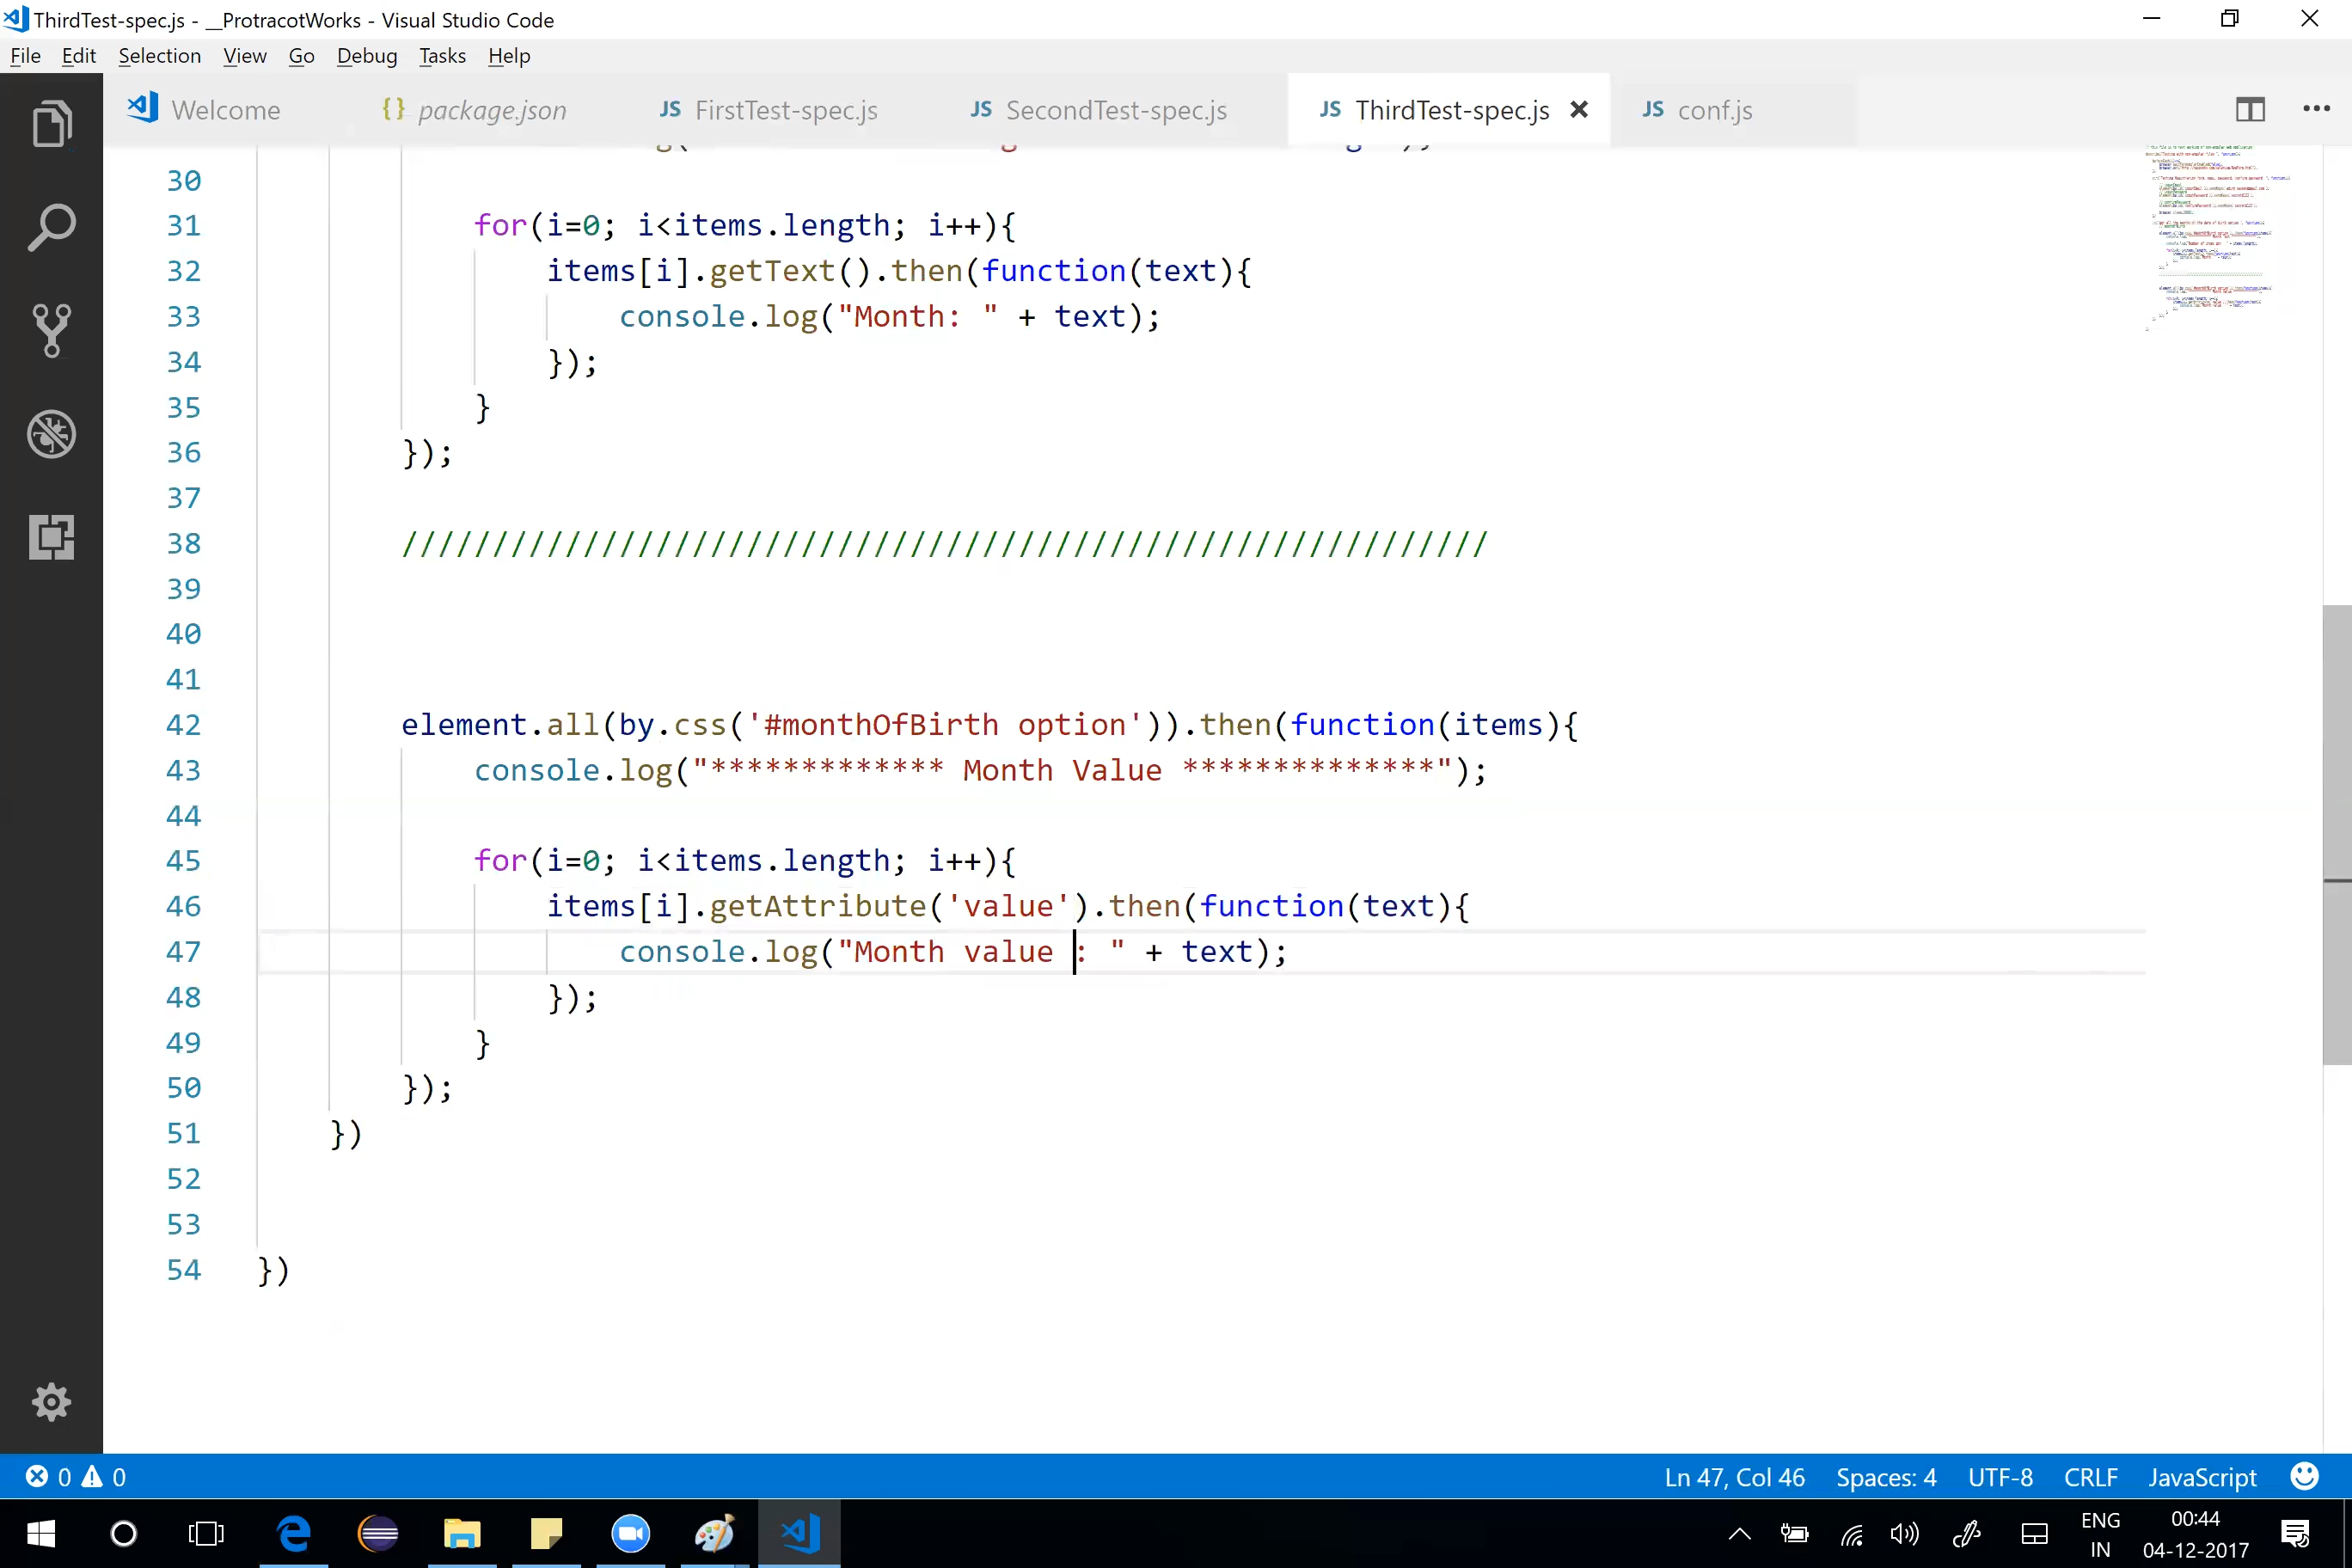 ThirdTest-spec.js - __ProtracotWorks - Visual Studio Code
File Edit Selection View Go Debug Tasks Help
Welcome { } package.json JS FirstTest-spec.js JS SecondTest-spec.js JS ThirdTest-spec.js JS conf.js
30
31 for(i=0; i<items.length; i++){
32 items[i].getText().then(function(text){
33 console.log("Month: " + text);
34 });
35 }
36 });
37
38 ////////////////////////////////////////////////////////////
39
40
41
42 element.all(by.css('#monthOfBirth option')).then(function(items){
43 console.log("************* Month Value **************");
44
45 for(i=0; i<items.length; i++){
46 items[i].getAttribute('value').then(function(text){
47 console.log("Month value : " + text);
48 });
49 }
50 });
51 })
52
53
54 })
0 0 Ln 47, Col 46 Spaces: 4 UTF-8 CRLF JavaScript
ENG 00:44
IN 04-12-2017